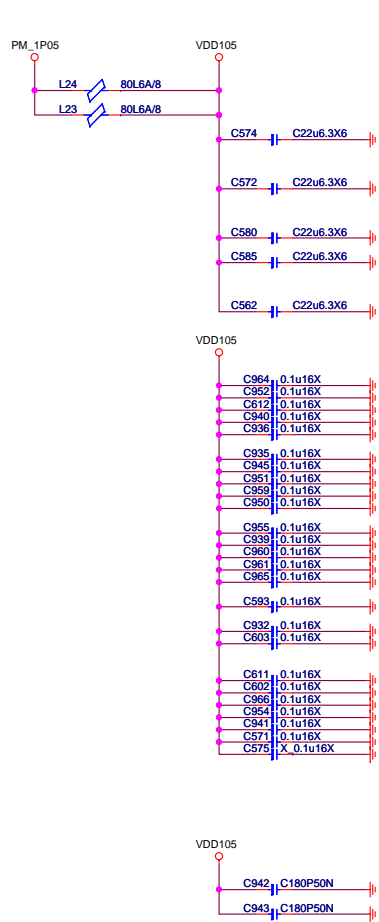 PM_1P05 VDD105
L24 80L6A/8
L23 80L6A/8
C574 C22u6.3X6
C572 C22u6.3X6
C580 C22u6.3X6
C585 C22u6.3X6
C562 C22u6.3X6
VDD105
C964 0.1u16X
C952 0.1u16X
C612 0.1u16X
C940 0.1u16X
C936 0.1u16X
C935 0.1u16X
C945 0.1u16X
C951 0.1u16X
C959 0.1u16X
C950 0.1u16X
C955 0.1u16X
C939 0.1u16X
C960 0.1u16X
C961 0.1u16X
C965 0.1u16X
C593 0.1u16X
C932 0.1u16X
C603 0.1u16X
C611 0.1u16X
C602 0.1u16X
C966 0.1u16X
C954 0.1u16X
C941 0.1u16X
C571 0.1u16X
C575 X_0.1u16X
VDD105
C942 C180P50N
C943 C180P50N